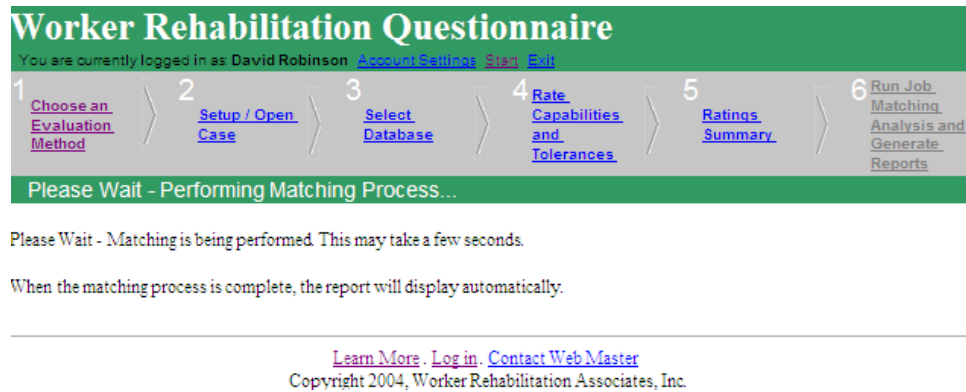 Worker Rehabilitation Questionnaire
You are currently logged in as: David Robinson Account Settings Start Exit
1 Choose an
Evaluation
Method
2 Setup / Open
Case
3 Select
Database
4 Rate
Capabilities
and
Tolerances
5 Ratings
Summary
6 Run Job
Matching
Analysis and
Generate
Reports
Please Wait - Performing Matching Process...
Please Wait - Matching is being performed. This may take a few seconds.
When the matching process is complete, the report will display automatically.
Learn More . Log in . Contact Web Master
Copyright 2004, Worker Rehabilitation Associates, Inc.